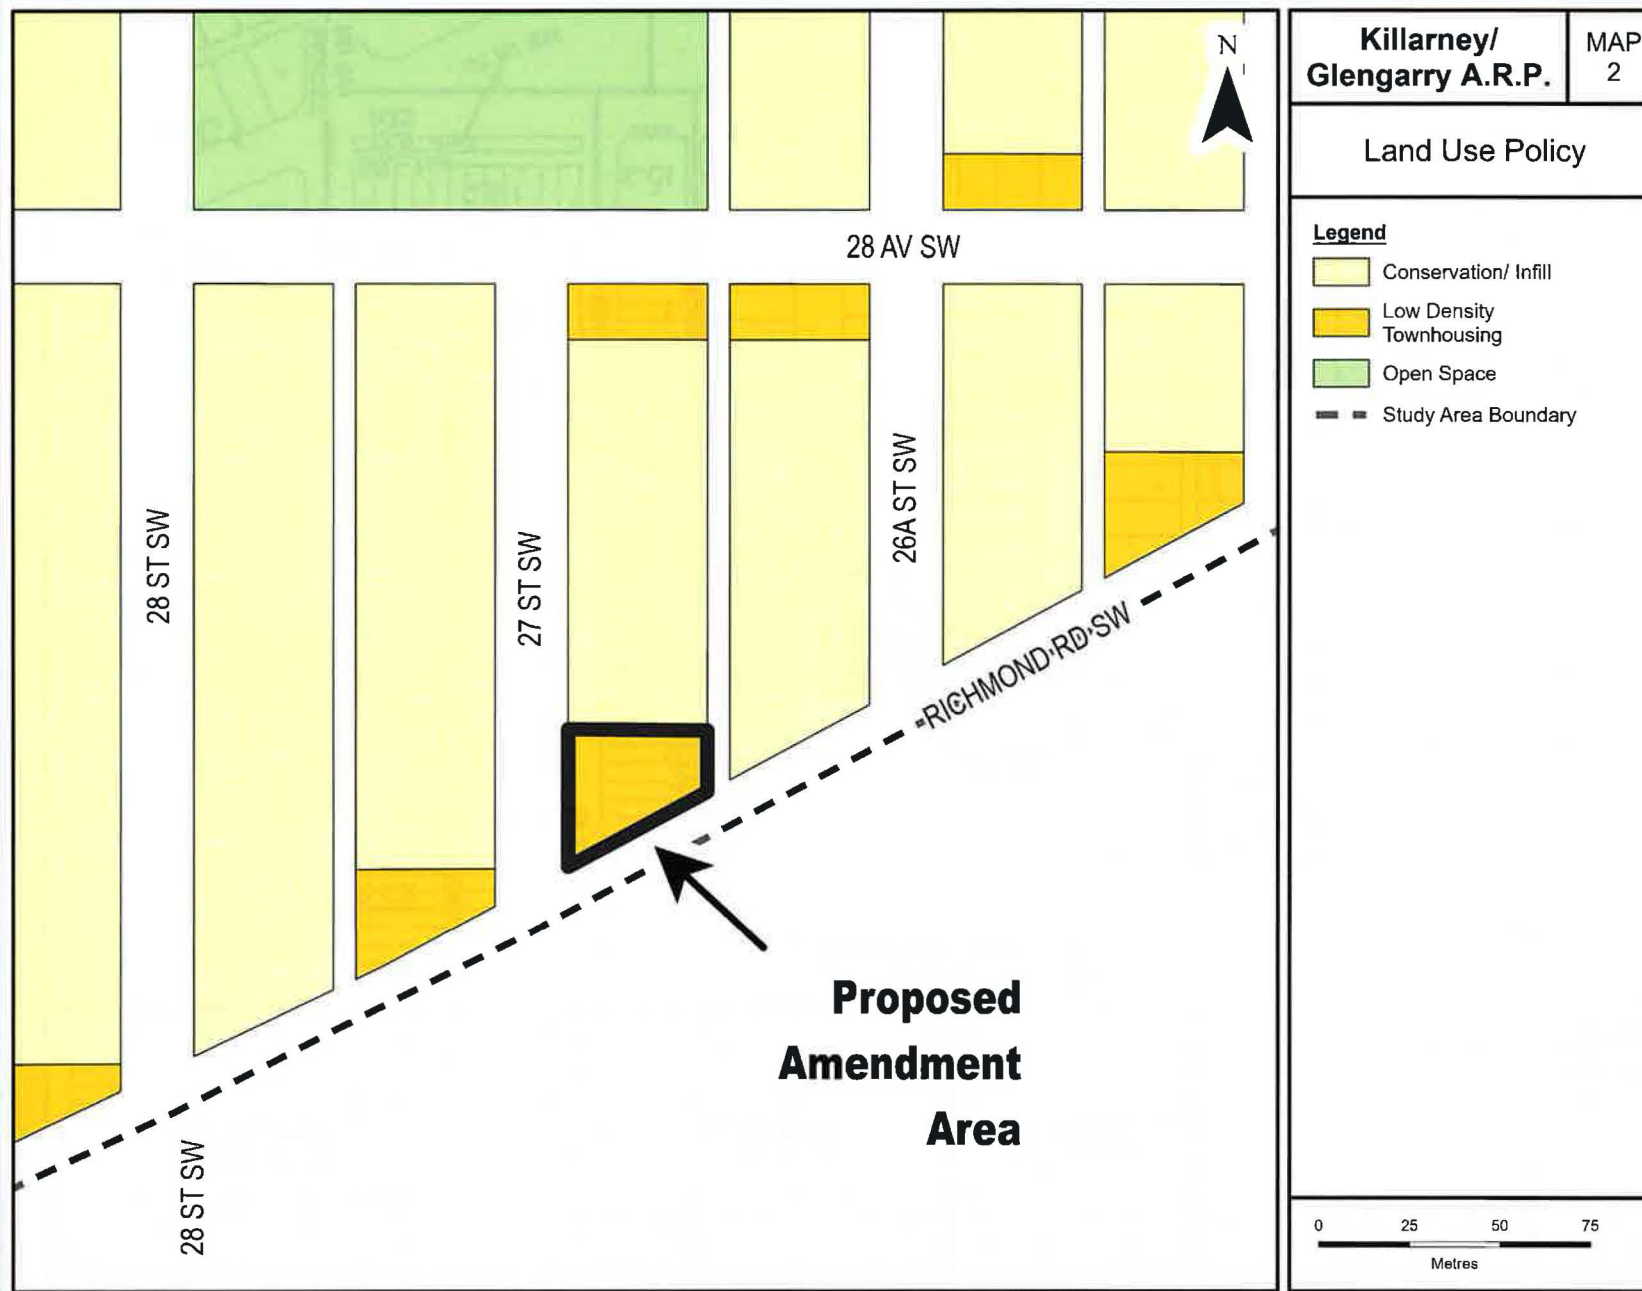 Killarney/
Glengarry A.R.P.
MAP
2
Land Use Policy
Legend
Conservation/ Infill
Low Density
Townhousing
Open Space
Study Area Boundary
N
28 AV SW
28 ST SW
27 ST SW
26A ST SW
RICHMOND RD SW
Proposed
Amendment
Area
28 ST SW
0 25 50 75
Metres